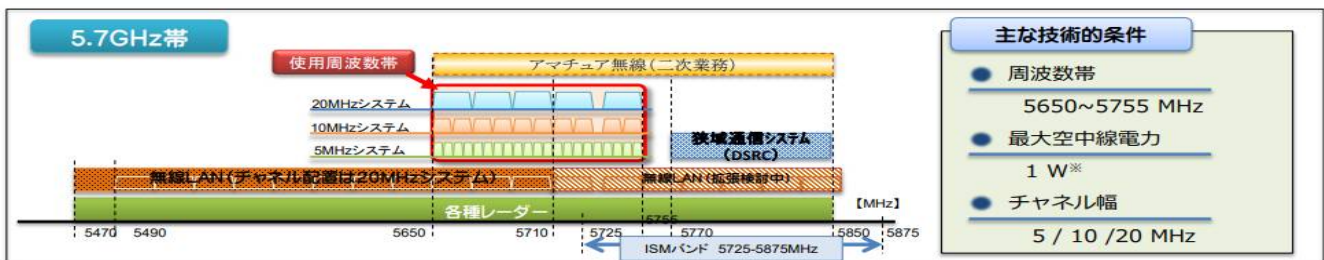 5.7GHz帯
使用周波数帯
アマチュア無線(二次業務)
20MHzシステム
10MHzシステム
5MHzシステム
狭域通信システム
(DSRC)
無線LAN(チャネル配置は20MHzシステム)
無線LAN(拡張検討中)
各種レーダー
【MHz】
5755
5470
5490
5650
5710
5725
5770
5850
5875
ISMバンド 5725-5875MHz
主な技術的条件
周波数帯
5650~5755 MHz
最大空中線電力
1 W※
チャネル幅
5 / 10 /20 MHz